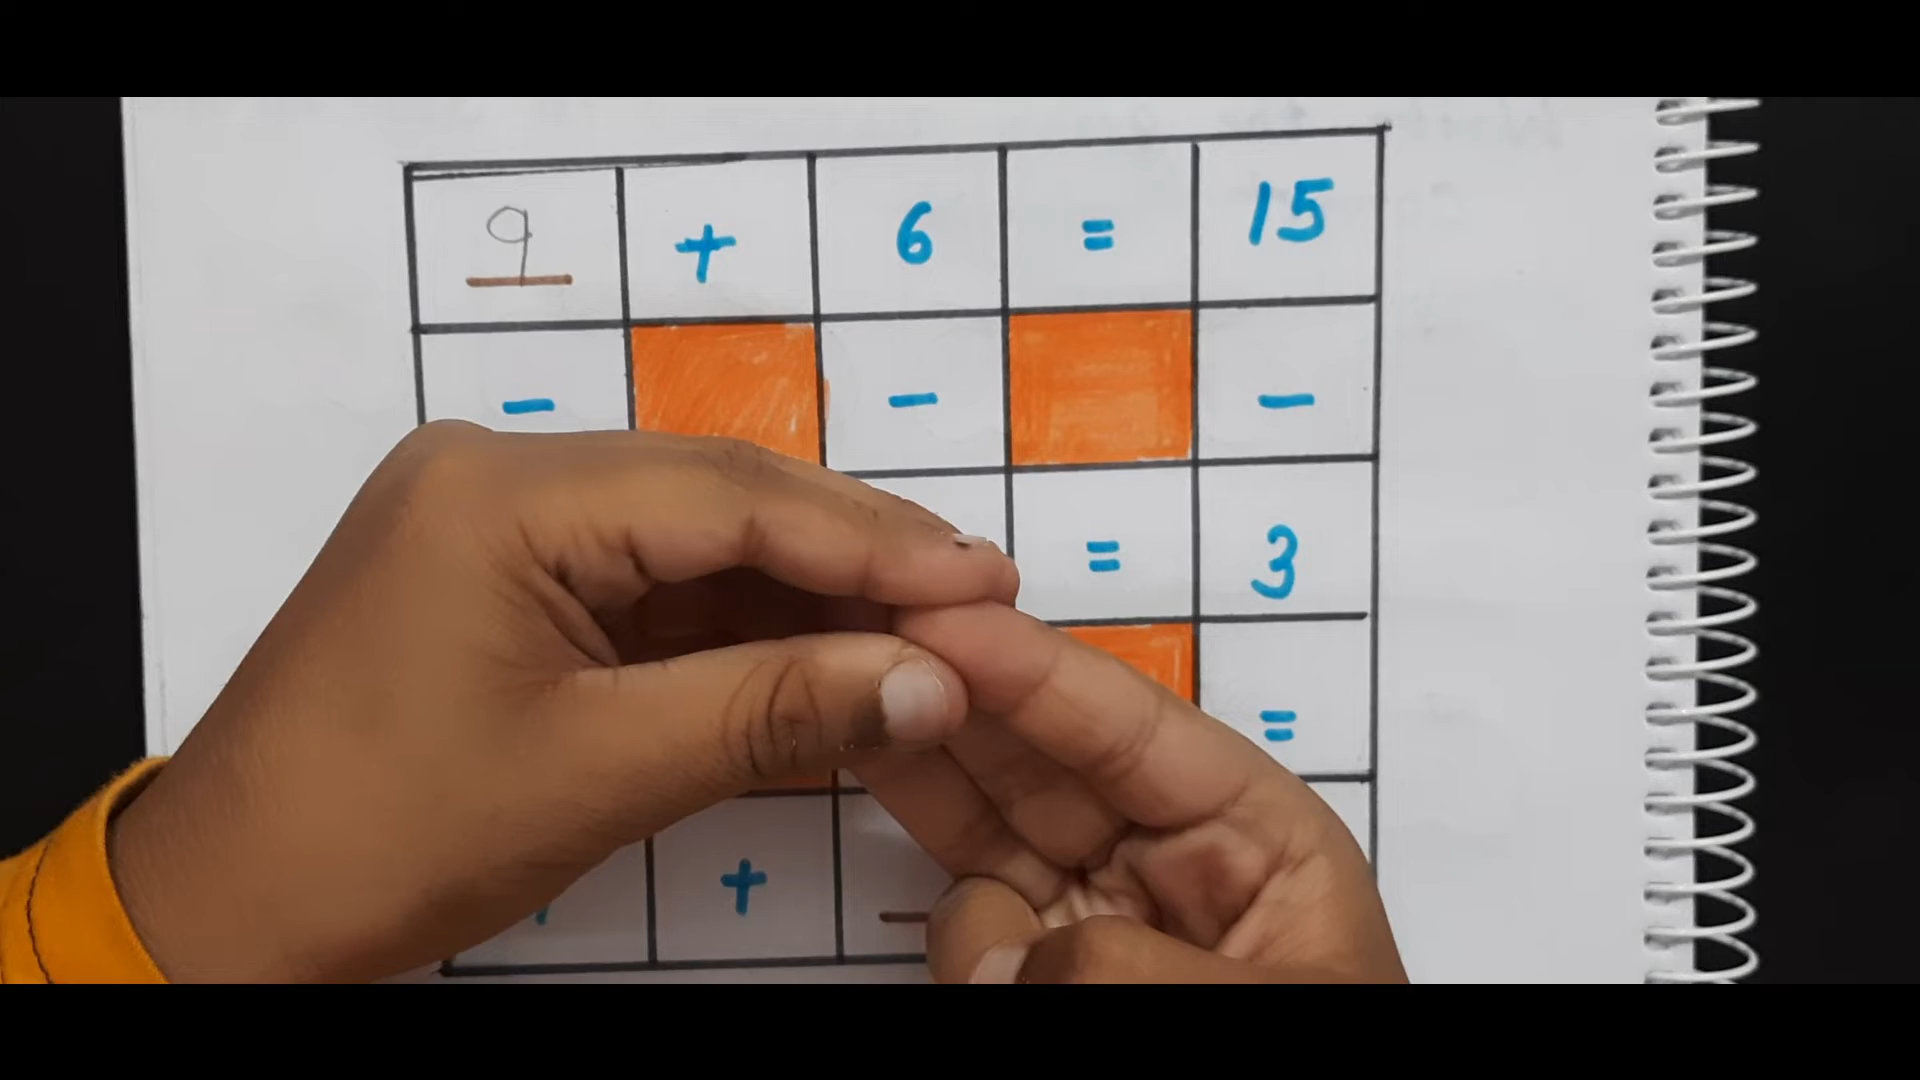 9 + 6 = 15
- - -
= 3
=
+